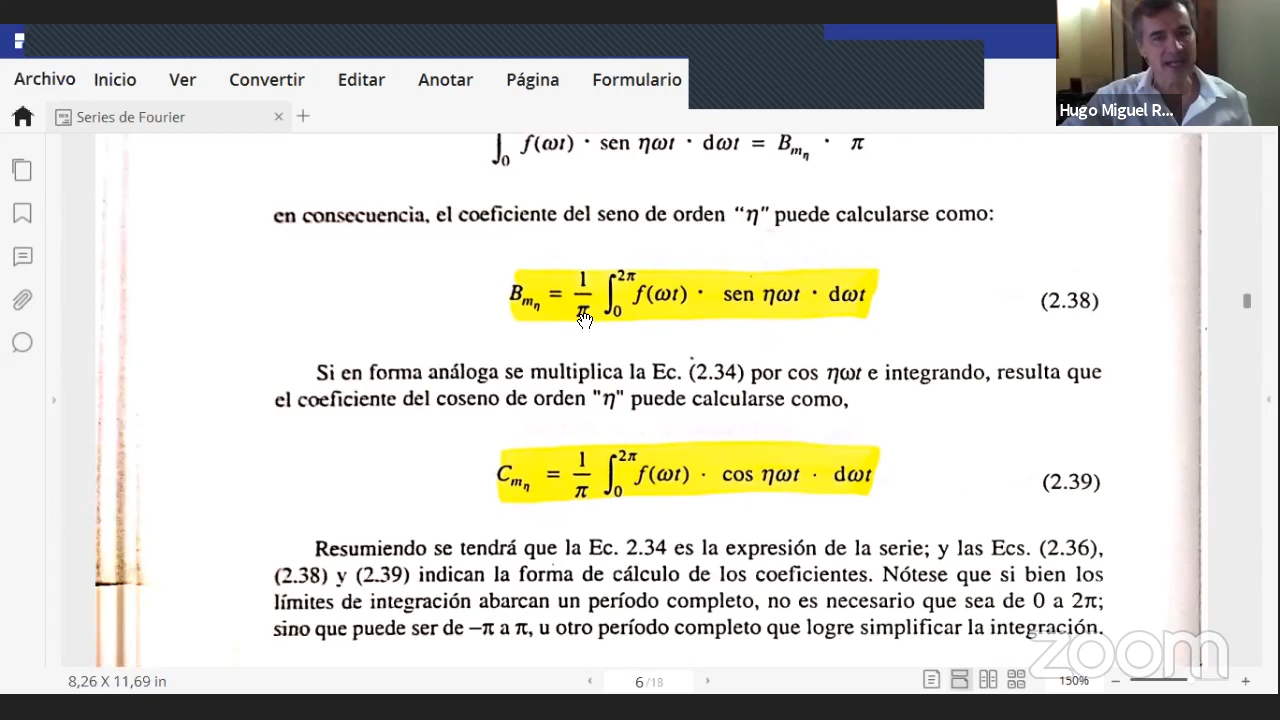 Hugo Miguel R...
Archivo Inicio Ver Convertir Editar Anotar Página Formulario
Series de Fourier × +
∫₀ f(ωt) · sen ηωt · dωt = B_{m_η} · π
en consecuencia, el coeficiente del seno de orden "η" puede calcularse como:
B_{m_η} = 1/π ∫₀^{2π} f(ωt) · sen ηωt · dωt (2.38)
Si en forma análoga se multiplica la Ec. (2.34) por cos ηωt e integrando, resulta que
el coeficiente del coseno de orden "η" puede calcularse como,
C_{m_η} = 1/π ∫₀^{2π} f(ωt) · cos ηωt · dωt (2.39)
Resumiendo se tendrá que la Ec. 2.34 es la expresión de la serie; y las Ecs. (2.36),
(2.38) y (2.39) indican la forma de cálculo de los coeficientes. Nótese que si bien los
límites de integración abarcan un período completo, no es necesario que sea de 0 a 2π;
sino que puede ser de –π a π, u otro período completo que logre simplificar la integración.
zoom
8,26 X 11,69 in 6 /18 150% − +